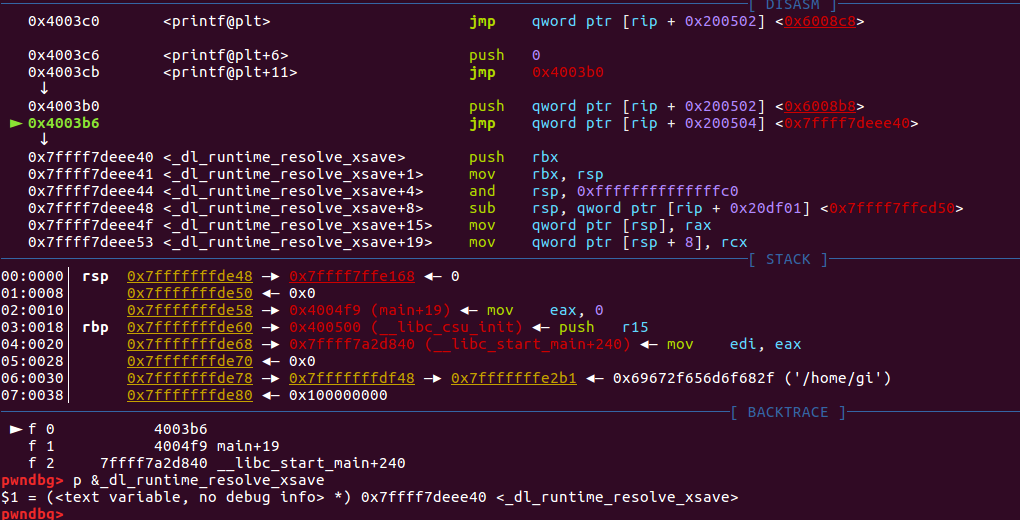 [ DISASM ]
0x4003c0 <printf@plt> jmp qword ptr [rip + 0x200502] <0x6008c8>
0x4003c6 <printf@plt+6> push 0
0x4003cb <printf@plt+11> jmp 0x4003b0
↓
0x4003b0 push qword ptr [rip + 0x200502] <0x6008b8>
► 0x4003b6 jmp qword ptr [rip + 0x200504] <0x7ffff7deee40>
↓
0x7ffff7deee40 <_dl_runtime_resolve_xsave> push rbx
0x7ffff7deee41 <_dl_runtime_resolve_xsave+1> mov rbx, rsp
0x7ffff7deee44 <_dl_runtime_resolve_xsave+4> and rsp, 0xffffffffffffffc0
0x7ffff7deee48 <_dl_runtime_resolve_xsave+8> sub rsp, qword ptr [rip + 0x20df01] <0x7ffff7ffcd50>
0x7ffff7deee4f <_dl_runtime_resolve_xsave+15> mov qword ptr [rsp], rax
0x7ffff7deee53 <_dl_runtime_resolve_xsave+19> mov qword ptr [rsp + 8], rcx
[ STACK ]
00:0000│ rsp 0x7fffffffde48 —▸ 0x7ffff7ffe168 ◂— 0
01:0008│ 0x7fffffffde50 ◂— 0x0
02:0010│ 0x7fffffffde58 —▸ 0x4004f9 (main+19) ◂— mov eax, 0
03:0018│ rbp 0x7fffffffde60 —▸ 0x400500 (__libc_csu_init) ◂— push r15
04:0020│ 0x7fffffffde68 —▸ 0x7ffff7a2d840 (__libc_start_main+240) ◂— mov edi, eax
05:0028│ 0x7fffffffde70 ◂— 0x0
06:0030│ 0x7fffffffde78 —▸ 0x7fffffffdf48 —▸ 0x7fffffffe2b1 ◂— 0x69672f656d6f682f ('/home/gi')
07:0038│ 0x7fffffffde80 ◂— 0x100000000
[ BACKTRACE ]
► f 0 4003b6
f 1 4004f9 main+19
f 2 7ffff7a2d840 __libc_start_main+240
pwndbg> p &_dl_runtime_resolve_xsave
$1 = (<text variable, no debug info> *) 0x7ffff7deee40 <_dl_runtime_resolve_xsave>
pwndbg>